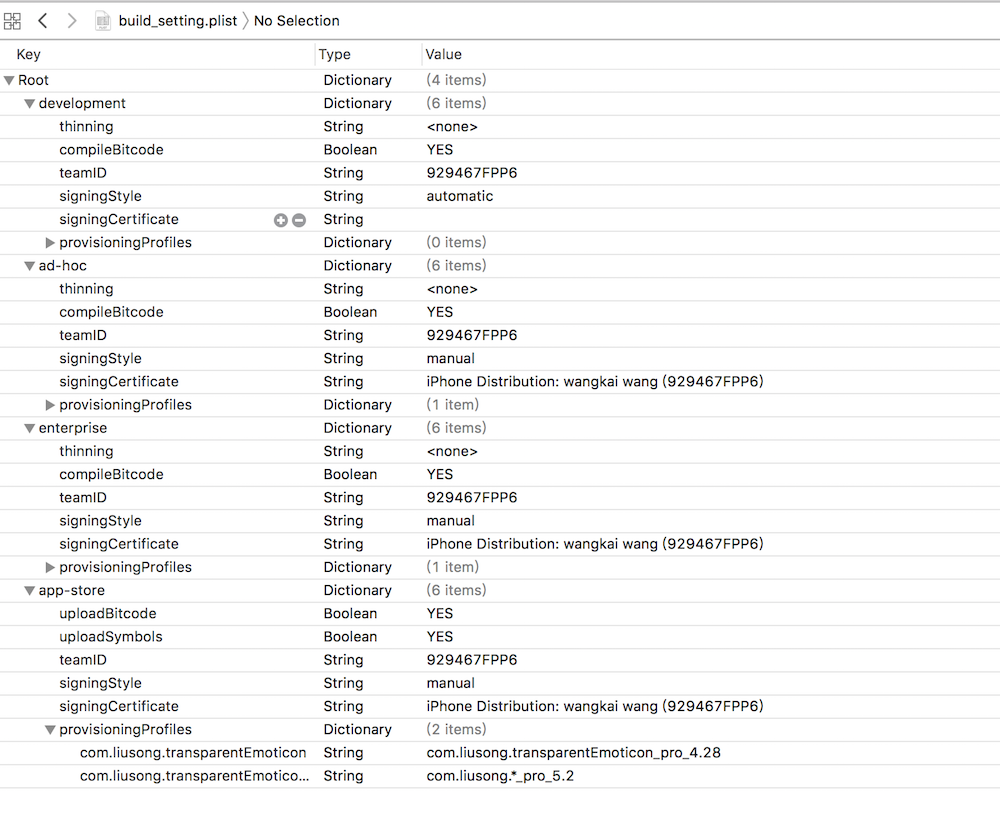 build_setting.plist No Selection
Key Type Value
Root Dictionary (4 items)
development Dictionary (6 items)
thinning String <none>
compileBitcode Boolean YES
teamID String 929467FPP6
signingStyle String automatic
signingCertificate String
provisioningProfiles Dictionary (0 items)
ad-hoc Dictionary (6 items)
thinning String <none>
compileBitcode Boolean YES
teamID String 929467FPP6
signingStyle String manual
signingCertificate String iPhone Distribution: wangkai wang (929467FPP6)
provisioningProfiles Dictionary (1 item)
enterprise Dictionary (6 items)
thinning String <none>
compileBitcode Boolean YES
teamID String 929467FPP6
signingStyle String manual
signingCertificate String iPhone Distribution: wangkai wang (929467FPP6)
provisioningProfiles Dictionary (1 item)
app-store Dictionary (6 items)
uploadBitcode Boolean YES
uploadSymbols Boolean YES
teamID String 929467FPP6
signingStyle String manual
signingCertificate String iPhone Distribution: wangkai wang (929467FPP6)
provisioningProfiles Dictionary (2 items)
com.liusong.transparentEmoticon String com.liusong.transparentEmoticon_pro_4.28
com.liusong.transparentEmotico... String com.liusong.*_pro_5.2